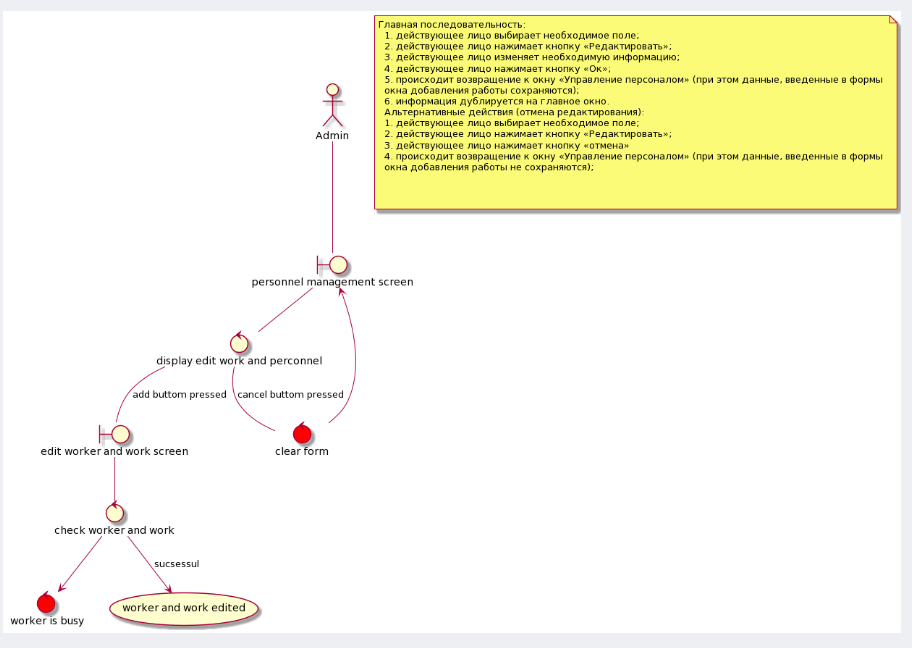 Главная последовательность:
1. действующее лицо выбирает необходимое поле;
2. действующее лицо нажимает кнопку «Редактировать»;
3. действующее лицо изменяет необходимую информацию;
4. действующее лицо нажимает кнопку «Ок»;
5. происходит возвращение к окну «Управление персоналом» (при этом данные, введенные в формы
окна добавления работы сохраняются);
6. информация дублируется на главное окно.
Альтернативные действия (отмена редактирования):
1. действующее лицо выбирает необходимое поле;
2. действующее лицо нажимает кнопку «Редактировать»;
3. действующее лицо нажимает кнопку «отмена»
4. происходит возвращение к окну «Управление персоналом» (при этом данные, введенные в формы
окна добавления работы не сохраняются);
Admin
personnel management screen
display edit work and perconnel
add buttom pressed
cancel buttom pressed
edit worker and work screen
clear form
check worker and work
sucsessul
worker is busy
worker and work edited